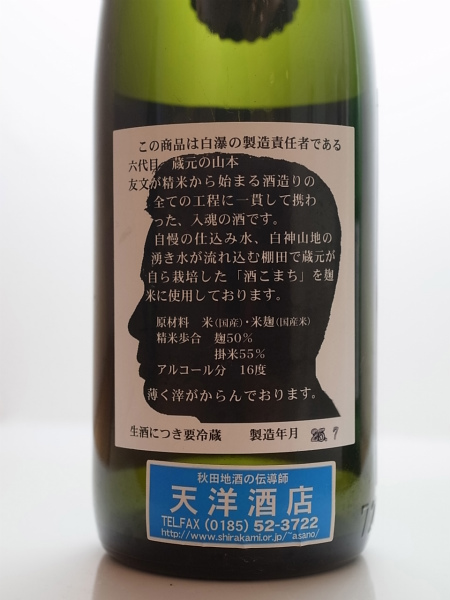 この商品は白瀑の製造責任者である
六代目 蔵元の山本
友文が精米から始まる酒造りの
全ての工程に一貫して携わ
った、入魂の酒です。
自慢の仕込み水、白神山地の
湧き水が流れ込む棚田で蔵元が
自ら栽培した「酒こまち」を麹
米に使用しております。
原材料 米(国産)・米麹(国産米)
精米歩合 麹50%
掛米55%
アルコール分 16度
薄く滓がからんでおります。
生酒につき要冷蔵 製造年月 25.7
秋田地酒の伝導師
天洋酒店
TEL.FAX (0185) 52-3722
http://www.shirakami.or.jp/~asano/